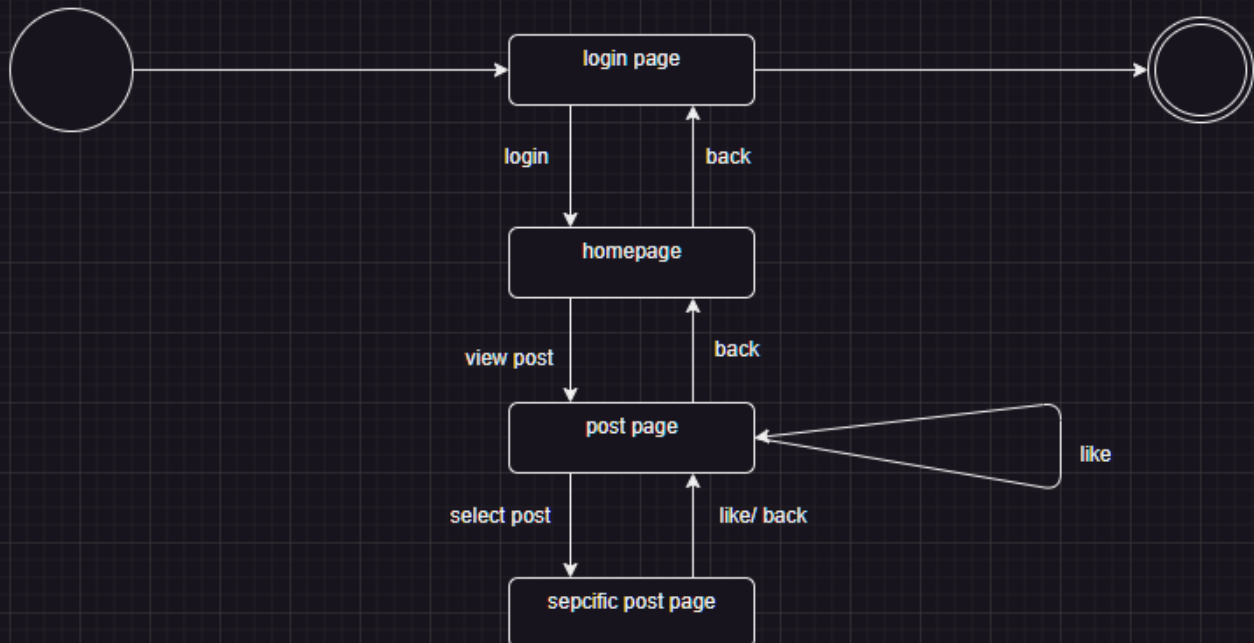 login page
login
back
homepage
view post
back
post page
like
select post
like/ back
sepcific post page